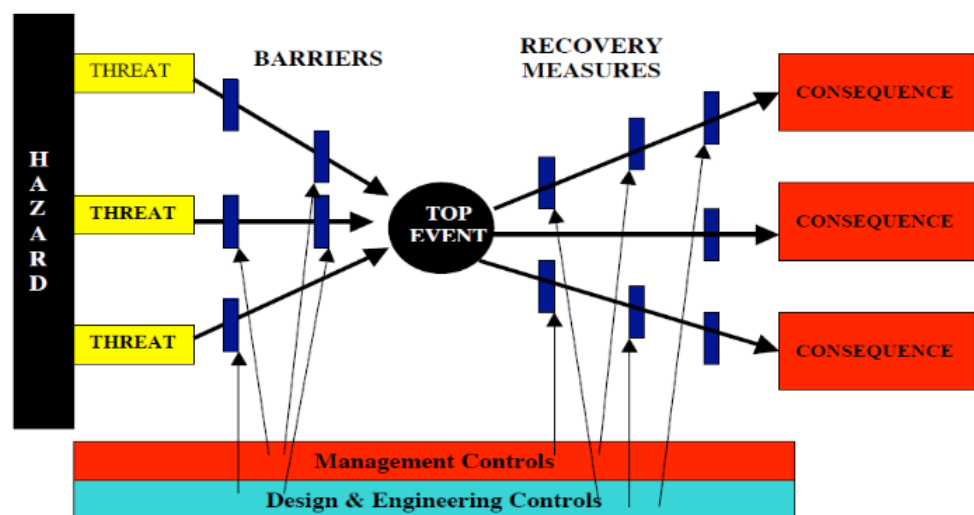 HAZARD
THREAT
THREAT
THREAT
BARRIERS
TOP
EVENT
RECOVERY
MEASURES
CONSEQUENCE
CONSEQUENCE
CONSEQUENCE
Management Controls
Design & Engineering Controls